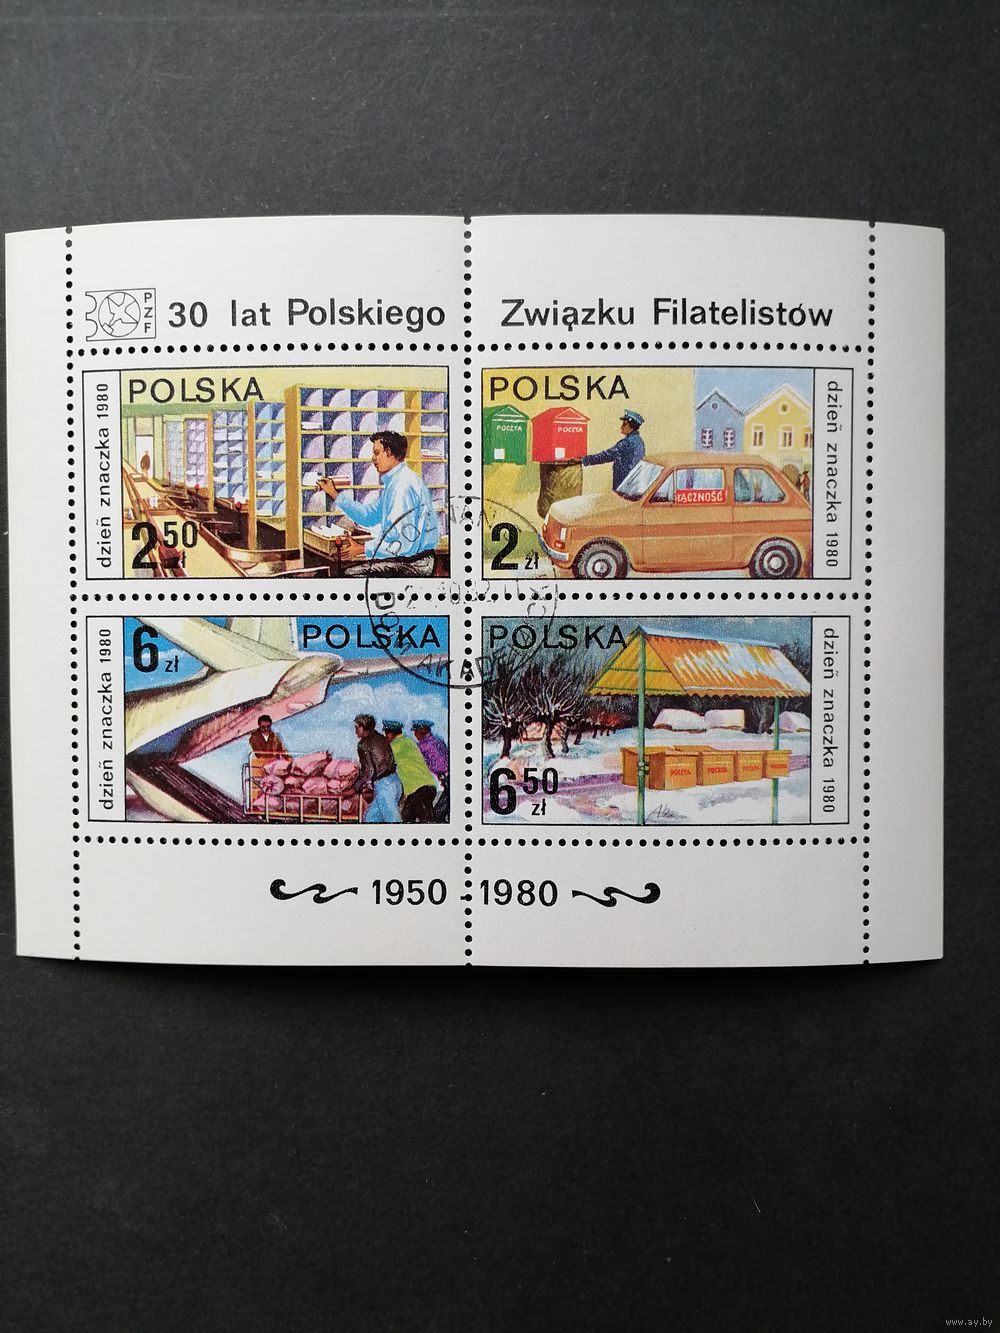 PZF 30 lat Polskiego Związku Filatelistów
dzień znaczka 1980
POLSKA
2 50 zł
POLSKA
POCZTA
POCZTA
ŁĄCZNOŚĆ
2 zł
dzień znaczka 1980
POZNAŃ
dzień znaczka 1980
6 zł
POLSKA
POLSKA
POCZTA
POCZTA
POCZTA
POCZTA
6 50 zł
dzień znaczka 1980
1950 - 1980
www.ay.by